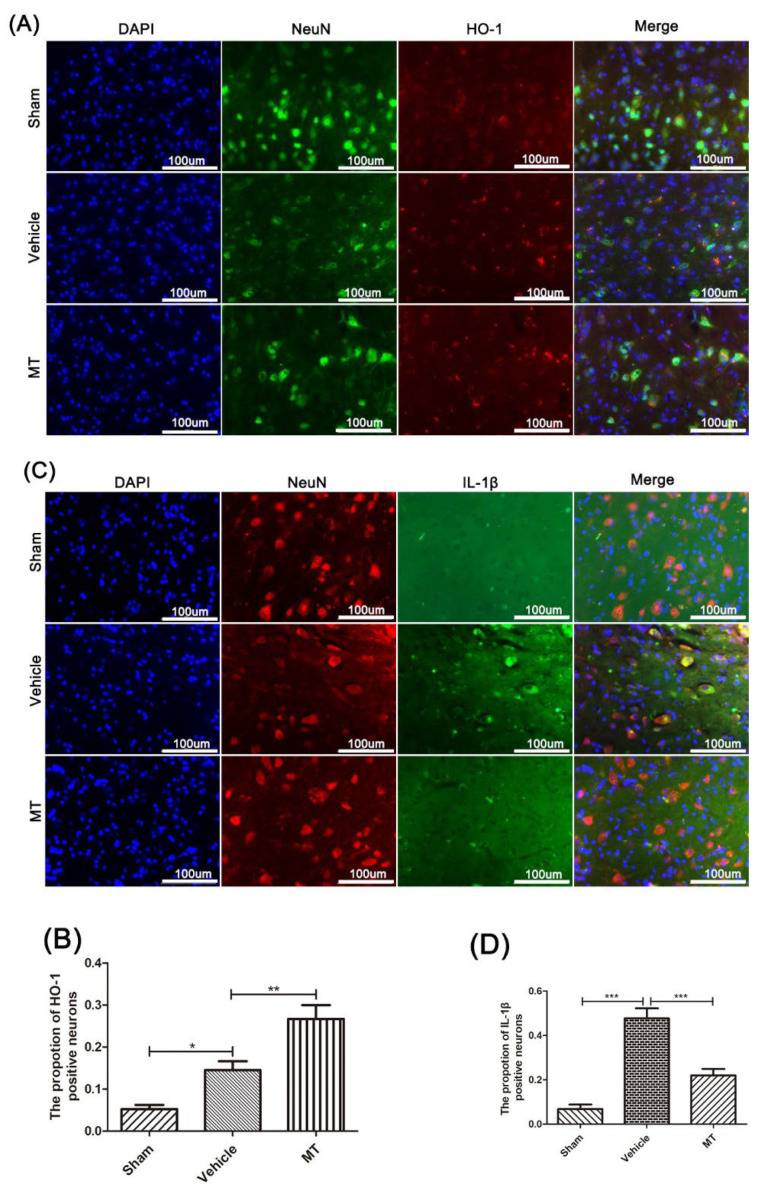 (A)
DAPI NeuN HO-1 Merge
Sham
100um 100um 100um 100um
Vehicle
100um 100um 100um 100um
MT
100um 100um 100um 100um
(C)
DAPI NeuN IL-1β Merge
Sham
100um 100um 100um 100um
Vehicle
100um 100um 100um 100um
MT
100um 100um 100um 100um
(B)
The propotion of HO-1
positive neurons
0.4
0.3
0.2
0.1
0.0
*
**
Sham Vehicle MT
(D)
The propotion of IL-1β
positive neurons
0.6
0.4
0.2
0.0
*** ***
Sham Vehicle MT